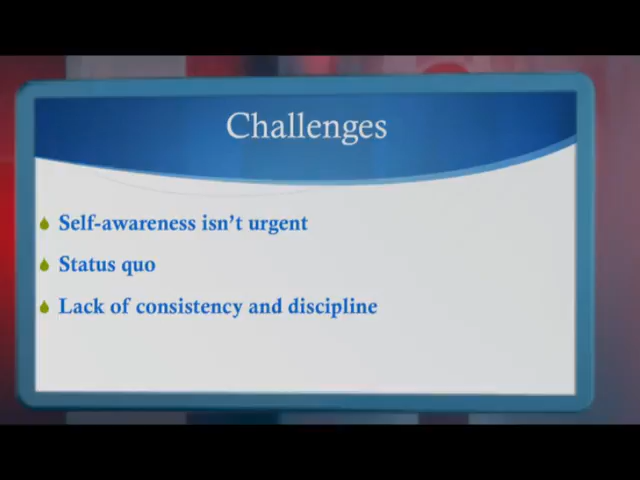 Challenges
Self-awareness isn't urgent
Status quo
Lack of consistency and discipline